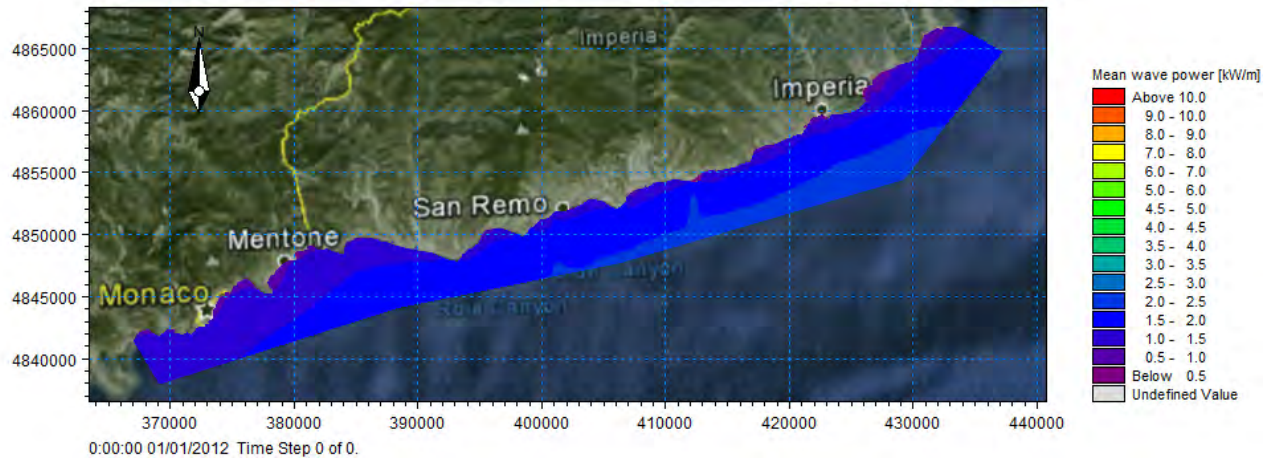 N
Imperia
Imperia
San Remo
Mentone
Monaco
Canyon
Canyon
4865000
4860000
4855000
4850000
4845000
4840000
370000 380000 390000 400000 410000 420000 430000 440000
0:00:00 01/01/2012 Time Step 0 of 0.
Mean wave power [kW/m]
Above 10.0
9.0 - 10.0
8.0 - 9.0
7.0 - 8.0
6.0 - 7.0
5.0 - 6.0
4.5 - 5.0
4.0 - 4.5
3.5 - 4.0
3.0 - 3.5
2.5 - 3.0
2.0 - 2.5
1.5 - 2.0
1.0 - 1.5
0.5 - 1.0
Below 0.5
Undefined Value